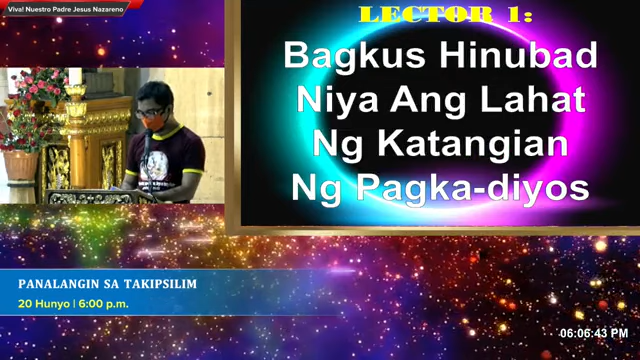 Viva! Nuestro Padre Jesus Nazareno
LECTOR 1:
Bagkus Hinubad
Niya Ang Lahat
Ng Katangian
Ng Pagka-diyos
PANALANGIN SA TAKIPSILIM
20 Hunyo | 6:00 p.m.
06:06:43 PM